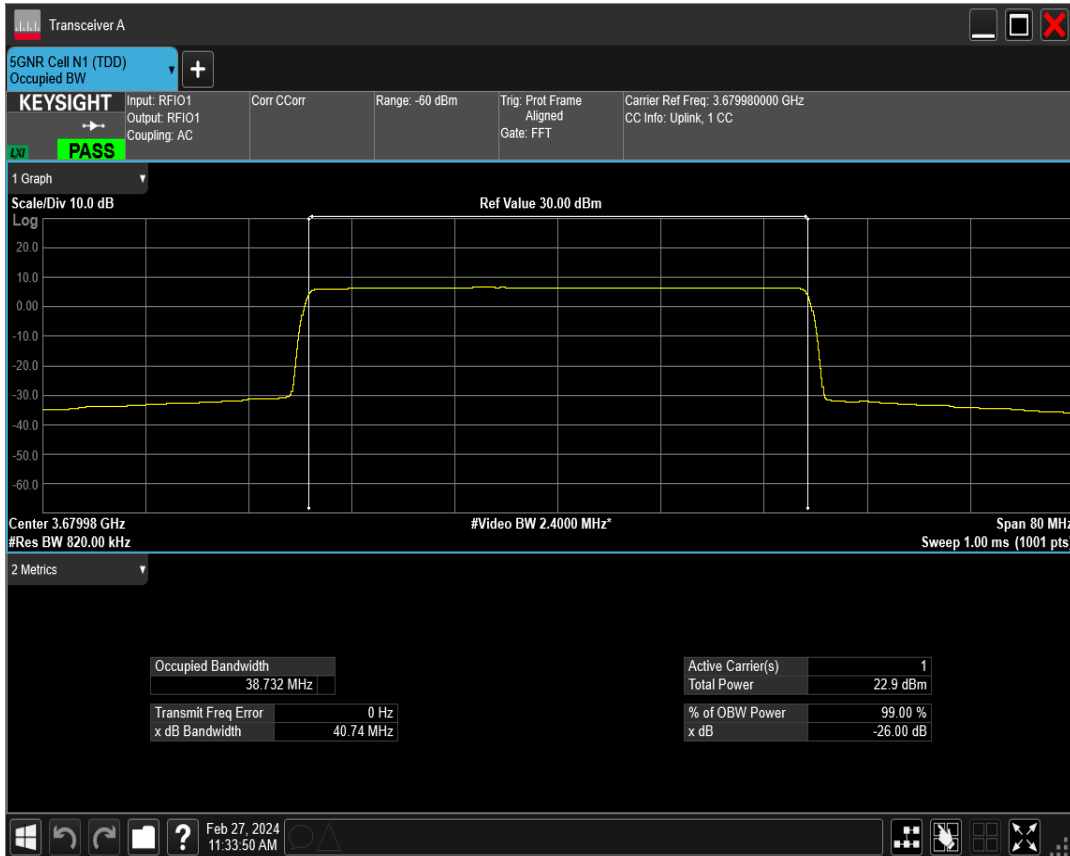 Transceiver A
5GNR Cell N1 (TDD)
Occupied BW
+
KEYSIGHT
LXI
PASS
Input: RFIO1
Output: RFIO1
Coupling: AC
Corr CCorr
Range: -60 dBm
Trig: Prot Frame
Aligned
Gate: FFT
Carrier Ref Freq: 3.679980000 GHz
CC Info: Uplink, 1 CC
1 Graph
Scale/Div 10.0 dB
Ref Value 30.00 dBm
Log
20.0
10.0
0.00
-10.0
-20.0
-30.0
-40.0
-50.0
-60.0
Center 3.67998 GHz
#Video BW 2.4000 MHz*
Span 80 MHz
#Res BW 820.00 kHz
Sweep 1.00 ms (1001 pts)
2 Metrics
Occupied Bandwidth
38.732 MHz
Transmit Freq Error 0 Hz
x dB Bandwidth 40.74 MHz
Active Carrier(s) 1
Total Power 22.9 dBm
% of OBW Power 99.00 %
x dB -26.00 dB
?
Feb 27, 2024
11:33:50 AM